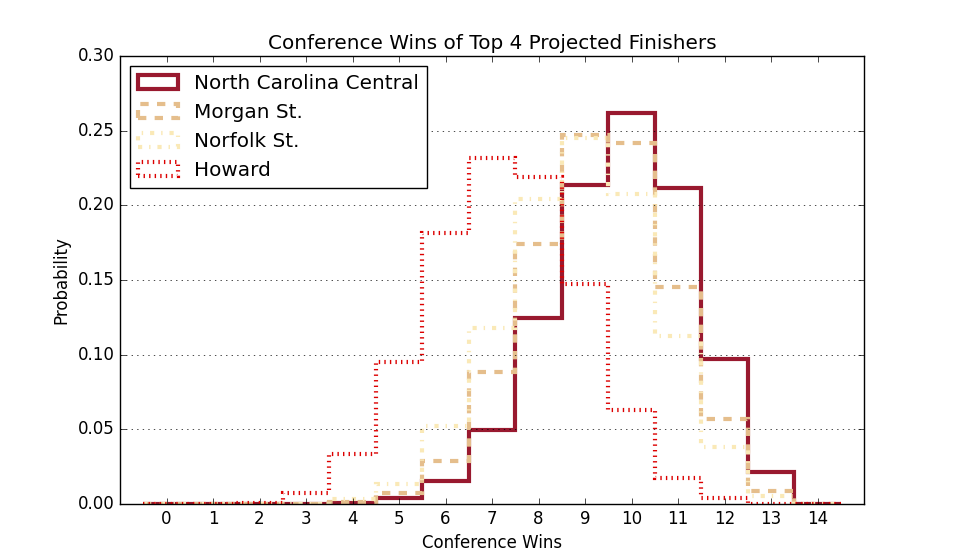 Conference Wins of Top 4 Projected Finishers
0.30
0.25
0.20
0.15
0.10
0.05
0.00
Probability
North Carolina Central
Morgan St.
Norfolk St.
Howard
0 1 2 3 4 5 6 7 8 9 10 11 12 13 14
Conference Wins